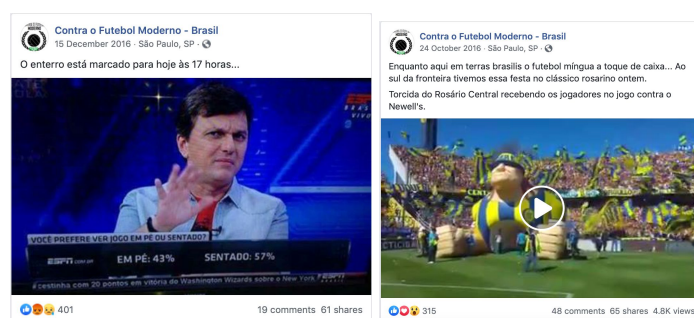 Contra o Futebol Moderno - Brasil
15 December 2016 · São Paulo, SP ·
O enterro está marcado para hoje às 17 horas...
VIVO
VOCÊ PREFERE VER JOGO EM PÉ OU SENTADO?
ESPN.COM.BR EM PÉ: 43% SENTADO: 57%
cestinha com 20 pontos em vitória do Washington Wizards sobre o New York
401 19 comments 61 shares
Contra o Futebol Moderno - Brasil
24 October 2016 · São Paulo, SP ·
Enquanto aqui em terras brasilis o futebol míngua a toque de caixa... Ao
sul da fronteira tivemos essa festa no clássico rosarino ontem.
Torcida do Rosário Central recebendo os jogadores no jogo contra o
Newell's.
315 48 comments 65 shares 4.8K views